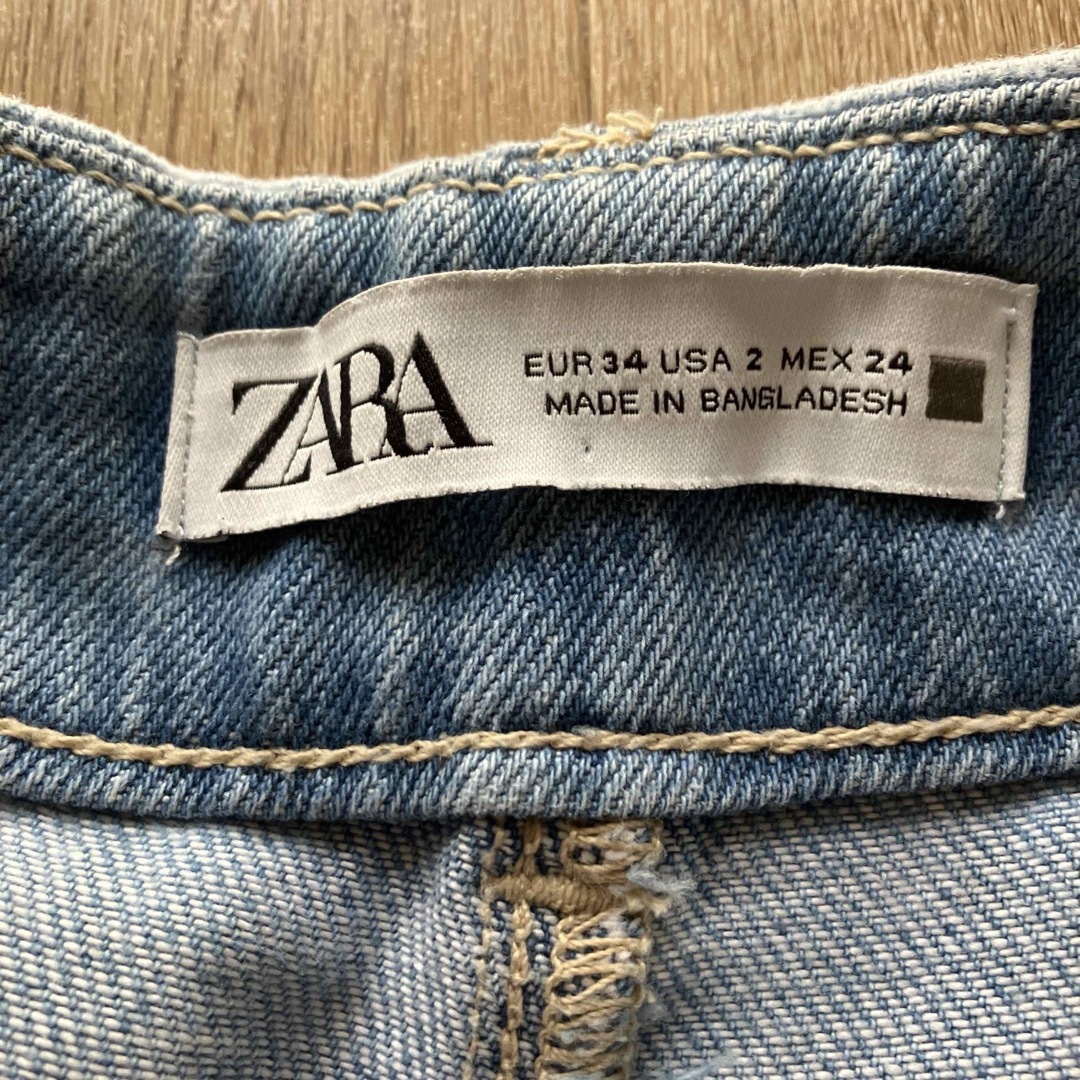 ZARA
EUR 34 USA 2 MEX 24
MADE IN BANGLADESH